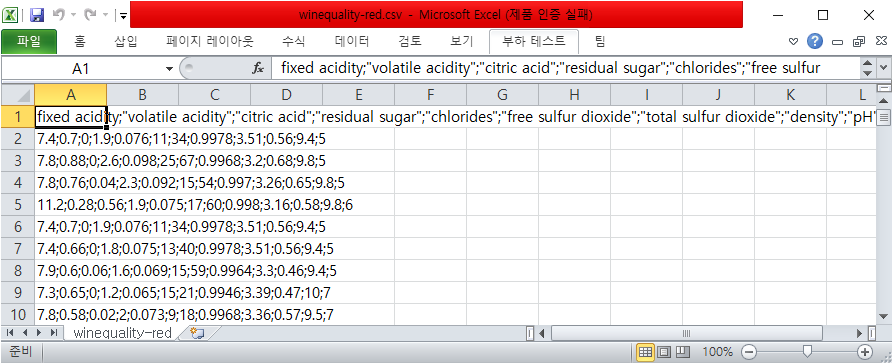 winequality-red.csv - Microsoft Excel (제품 인증 실패)
파일 홈 삽입 페이지 레이아웃 수식 데이터 검토 보기 부하 테스트 팀
A1 fx fixed acidity;"volatile acidity";"citric acid";"residual sugar";"chlorides";"free sulfur
A B C D E F G H I J K L
1 fixed acidity;"volatile acidity";"citric acid";"residual sugar";"chlorides";"free sulfur dioxide";"total sulfur dioxide";"density";"pH"
2 7.4;0.7;0;1.9;0.076;11;34;0.9978;3.51;0.56;9.4;5
3 7.8;0.88;0;2.6;0.098;25;67;0.9968;3.2;0.68;9.8;5
4 7.8;0.76;0.04;2.3;0.092;15;54;0.997;3.26;0.65;9.8;5
5 11.2;0.28;0.56;1.9;0.075;17;60;0.998;3.16;0.58;9.8;6
6 7.4;0.7;0;1.9;0.076;11;34;0.9978;3.51;0.56;9.4;5
7 7.4;0.66;0;1.8;0.075;13;40;0.9978;3.51;0.56;9.4;5
8 7.9;0.6;0.06;1.6;0.069;15;59;0.9964;3.3;0.46;9.4;5
9 7.3;0.65;0;1.2;0.065;15;21;0.9946;3.39;0.47;10;7
10 7.8;0.58;0.02;2;0.073;9;18;0.9968;3.36;0.57;9.5;7
winequality-red
준비 100%